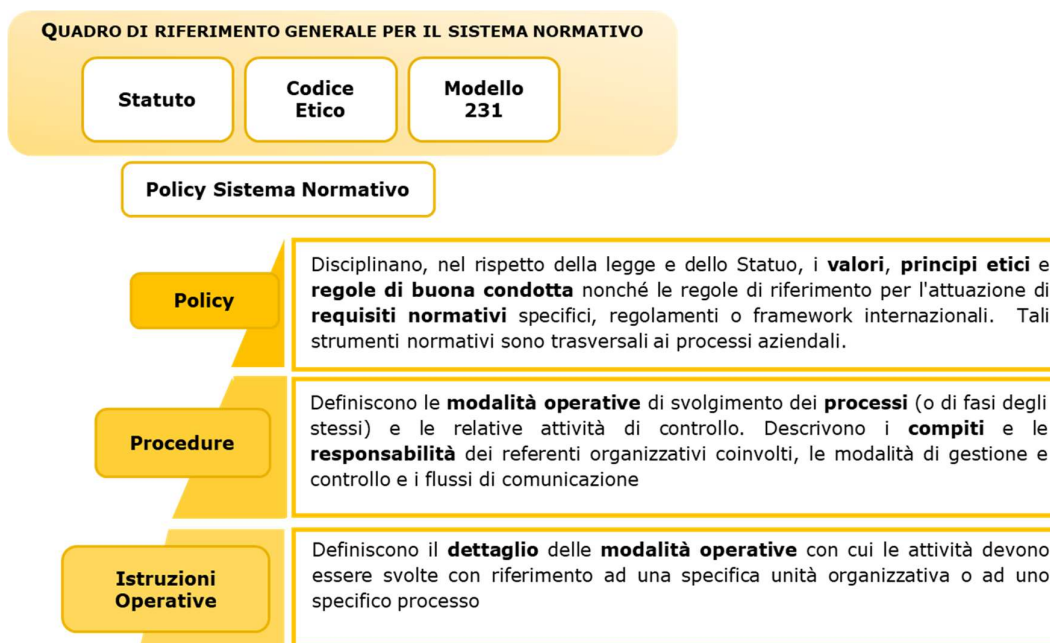 QUADRO DI RIFERIMENTO GENERALE PER IL SISTEMA NORMATIVO
Statuto
Codice
Etico
Modello
231
Policy Sistema Normativo
Policy
Disciplinano, nel rispetto della legge e dello Statuo, i valori, principi etici e
regole di buona condotta nonché le regole di riferimento per l'attuazione di
requisiti normativi specifici, regolamenti o framework internazionali. Tali
strumenti normativi sono trasversali ai processi aziendali.
Procedure
Definiscono le modalità operative di svolgimento dei processi (o di fasi degli
stessi) e le relative attività di controllo. Descrivono i compiti e le
responsabilità dei referenti organizzativi coinvolti, le modalità di gestione e
controllo e i flussi di comunicazione
Istruzioni
Operative
Definiscono il dettaglio delle modalità operative con cui le attività devono
essere svolte con riferimento ad una specifica unità organizzativa o ad uno
specifico processo